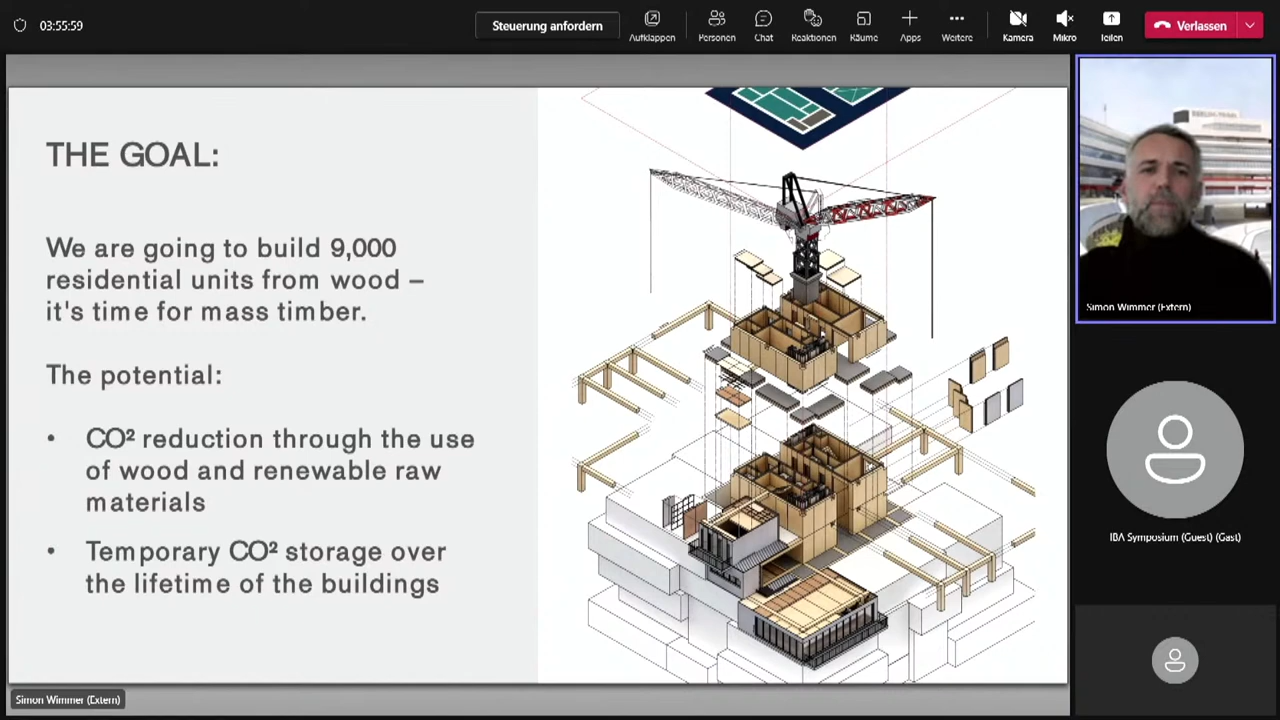 03:55:59
Steuerung anfordern
Aufklappen
Personen
Chat
Reaktionen
Räume
Apps
Weitere
Kamera
Mikro
Teilen
Verlassen
THE GOAL:
We are going to build 9,000
residential units from wood –
it's time for mass timber.
The potential:
• CO² reduction through the use
of wood and renewable raw
materials
• Temporary CO² storage over
the lifetime of the buildings
Simon Wimmer (Extern)
IBA Symposium (Guest) (Gast)
Simon Wimmer (Extern)